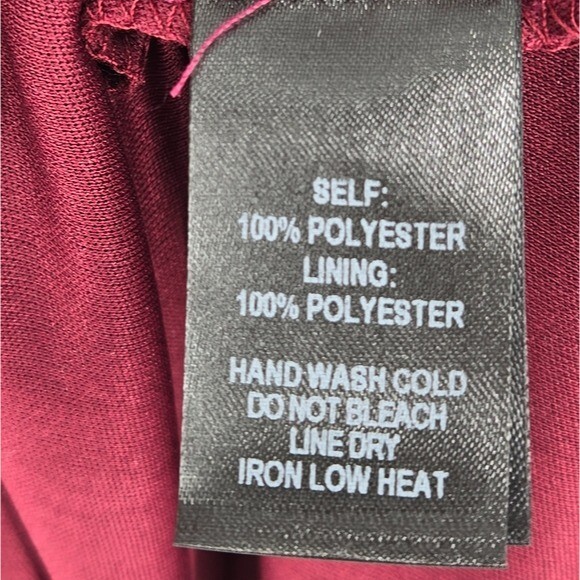 SELF:
100% POLYESTER
LINING:
100% POLYESTER
HAND WASH COLD
DO NOT BLEACH
LINE DRY
IRON LOW HEAT